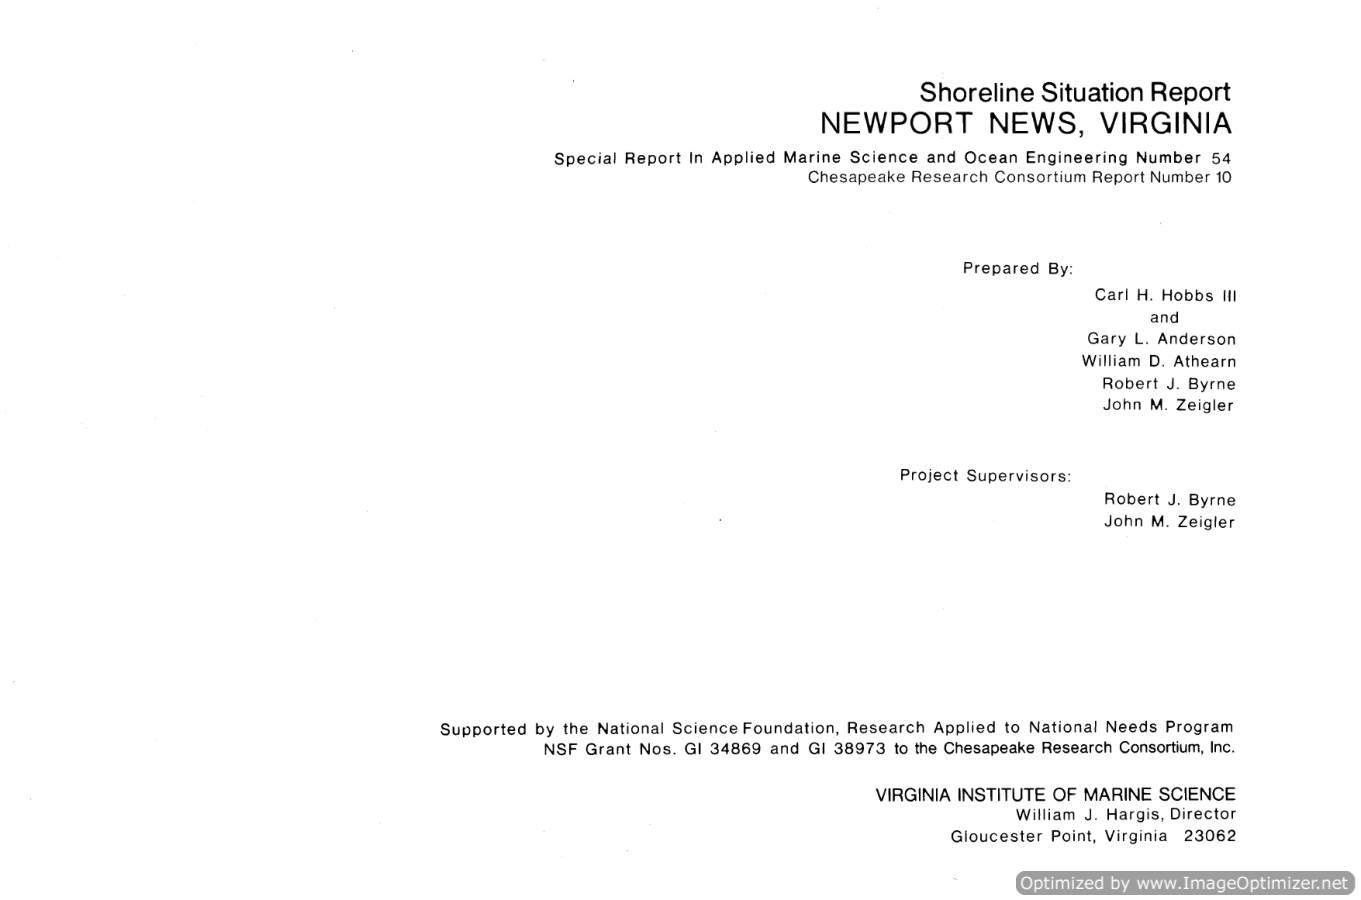 Shoreline Situation Report
NEWPORT NEWS, VIRGINIA
Special Report In Applied Marine Science and Ocean Engineering Number 54
Chesapeake Research Consortium Report Number 10
Prepared By:
Carl H. Hobbs III
and
Gary L. Anderson
William D. Athearn
Robert J. Byrne
John M. Zeigler
Project Supervisors:
Robert J. Byrne
John M. Zeigler
Supported by the National Science Foundation, Research Applied to National Needs Program
NSF Grant Nos. GI 34869 and GI 38973 to the Chesapeake Research Consortium, Inc.
VIRGINIA INSTITUTE OF MARINE SCIENCE
William J. Hargis, Director
Gloucester Point, Virginia 23062
Optimized by www.ImageOptimizer.net